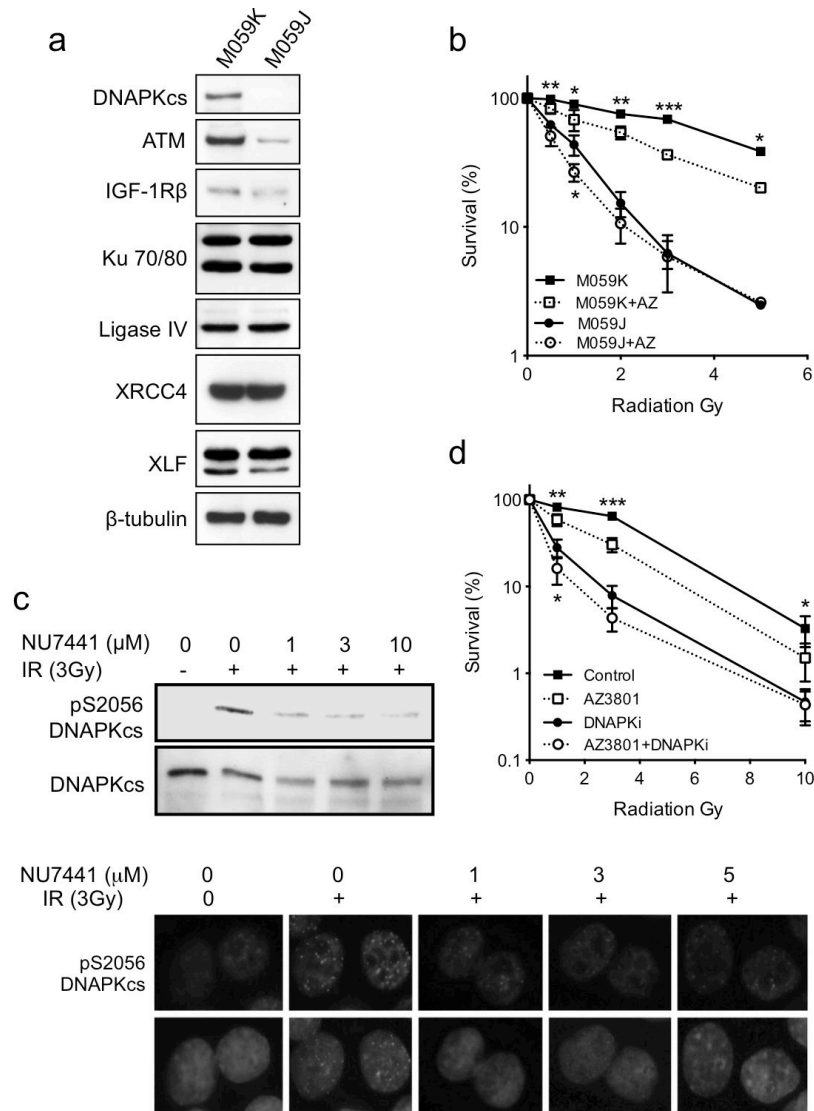 a
M059K M059J
DNAPKcs
ATM
IGF-1Rβ
Ku 70/80
Ligase IV
XRCC4
XLF
β-tubulin
b
** * ** *** *
100
10
1
Survival (%)
*
M059K
M059K+AZ
M059J
M059J+AZ
0 2 4 6
Radiation Gy
c
NU7441 (µM) 0 0 1 3 10
IR (3Gy) - + + + +
pS2056
DNAPKcs
DNAPKcs
d
** *** *
100
10
1
0.1
Survival (%)
*
Control
AZ3801
DNAPKi
AZ3801+DNAPKi
0 2 4 6 8 10
Radiation Gy
NU7441 (µM) 0 0 1 3 5
IR (3Gy) 0 + + + +
pS2056
DNAPKcs